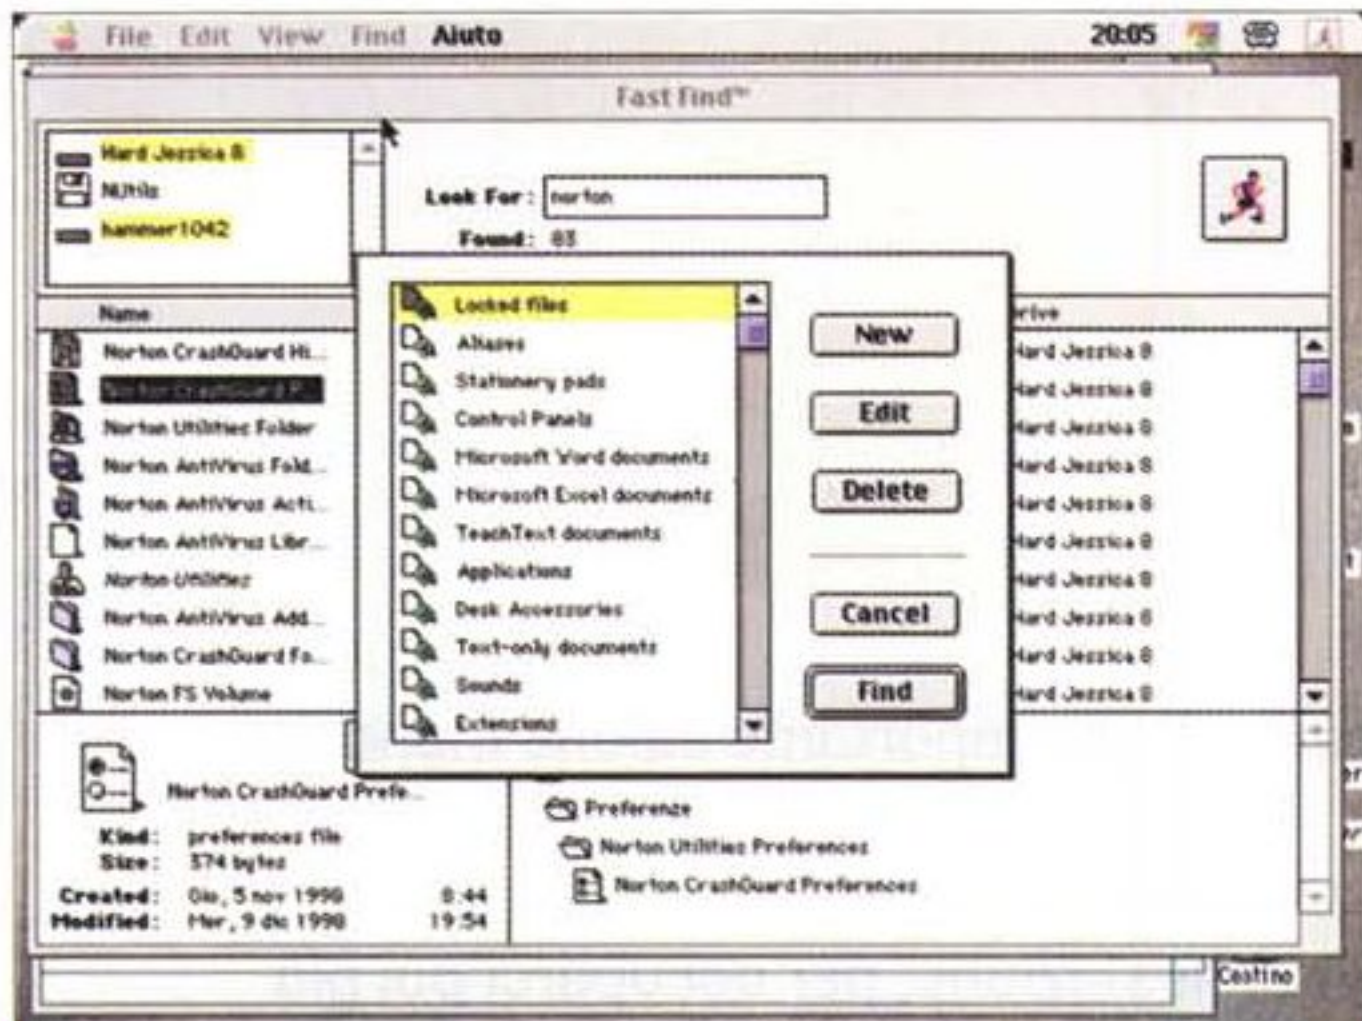 File Edit View Find Aiuto 20:05
Fast Find™
Hard Jessica 8
NUtils
hammer1042
Look For: norton
Found: 83
Name
Drive
Norton CrashGuard Hi...
Norton CrashGuard P...
Norton Utilities Folder
Norton AntiVirus Fold...
Norton AntiVirus Acti...
Norton AntiVirus Libr...
Norton Utilities
Norton AntiVirus Add...
Norton CrashGuard Fo...
Norton FS Volume
Locked files
Aliases
Stationery pads
Control Panels
Microsoft Word documents
Microsoft Excel documents
TeachText documents
Applications
Desk Accessories
Text-only documents
Sounds
Extensions
New
Edit
Delete
Cancel
Find
Hard Jessica 8
Hard Jessica 8
Hard Jessica 8
Hard Jessica 8
Hard Jessica 8
Hard Jessica 8
Hard Jessica 8
Hard Jessica 8
Hard Jessica 8
Hard Jessica 8
Norton CrashGuard Prefe...
Kind: preferences file
Size: 374 bytes
Created: Gio, 5 nov 1998 8:44
Modified: Mer, 9 dic 1998 19:54
Preferenze
Norton Utilities Preferences
Norton CrashGuard Preferences
Cestino